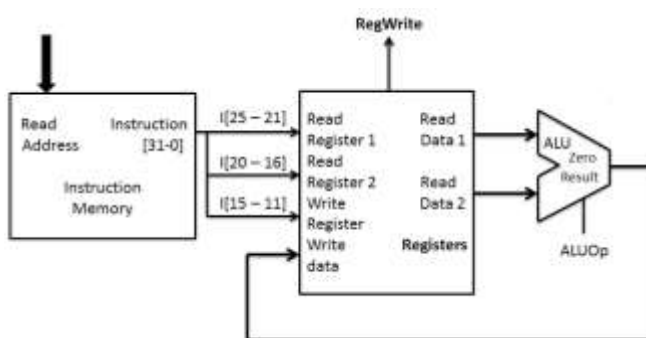 RegWrite
Read Address
Instruction [31-0]
Instruction
Memory
I[25 – 21]
I[20 – 16]
I[15 – 11]
Read
Register 1
Read
Register 2
Write
Register
Write
data
Read
Data 1
Read
Data 2
Registers
ALU
Zero
Result
ALUOp